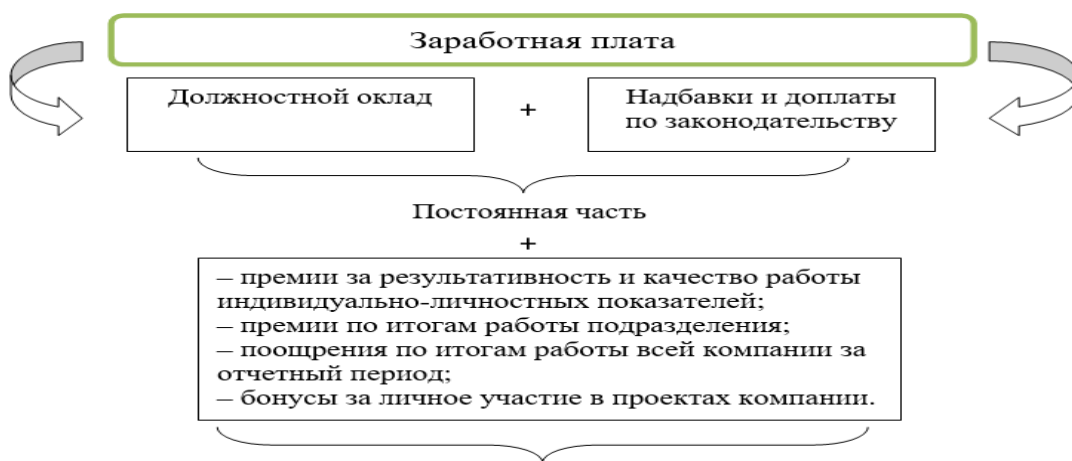 Заработная плата
Должностной оклад
+
Надбавки и доплаты
по законодательству
Постоянная часть
+
– премии за результативность и качество работы
индивидуально-личностных показателей;
– премии по итогам работы подразделения;
– поощрения по итогам работы всей компании за
отчетный период;
– бонусы за личное участие в проектах компании.